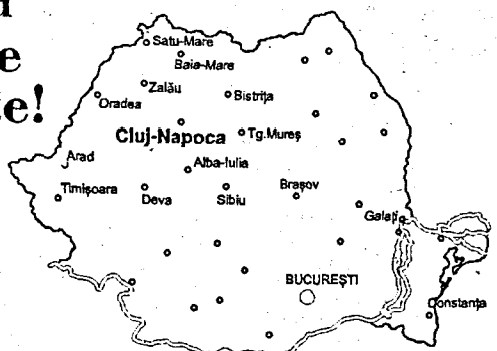 Satu-Mare
Baia-Mare
Zalău
Oradea
Bistrița
Cluj-Napoca
Tg.Mureș
Arad
Alba-Iulia
Timișoara
Deva
Sibiu
Brașov
Galați
BUCUREȘTI
Constanța